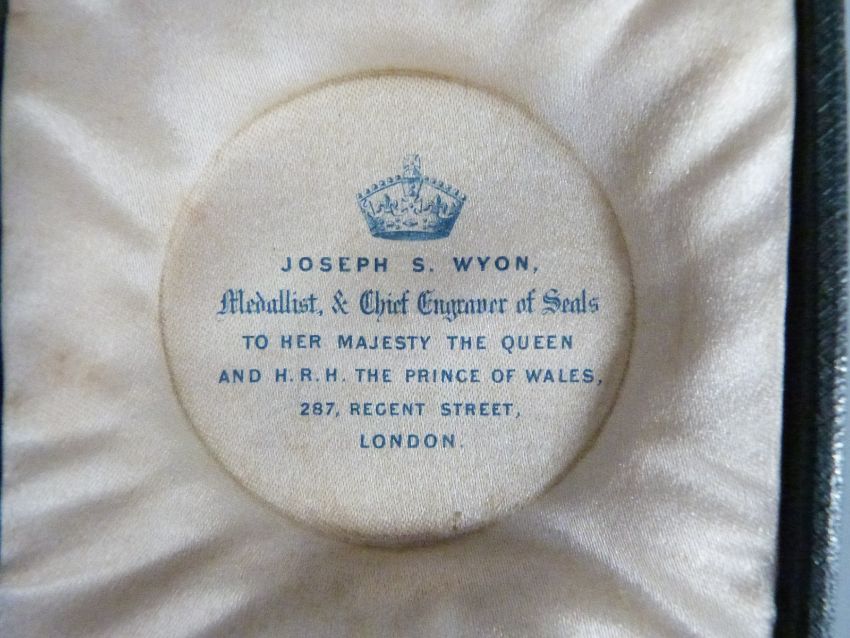 JOSEPH S. WYON,
Medallist, & Chief Engraver of Seals
TO HER MAJESTY THE QUEEN
AND H.R.H. THE PRINCE OF WALES,
287, REGENT STREET,
LONDON.